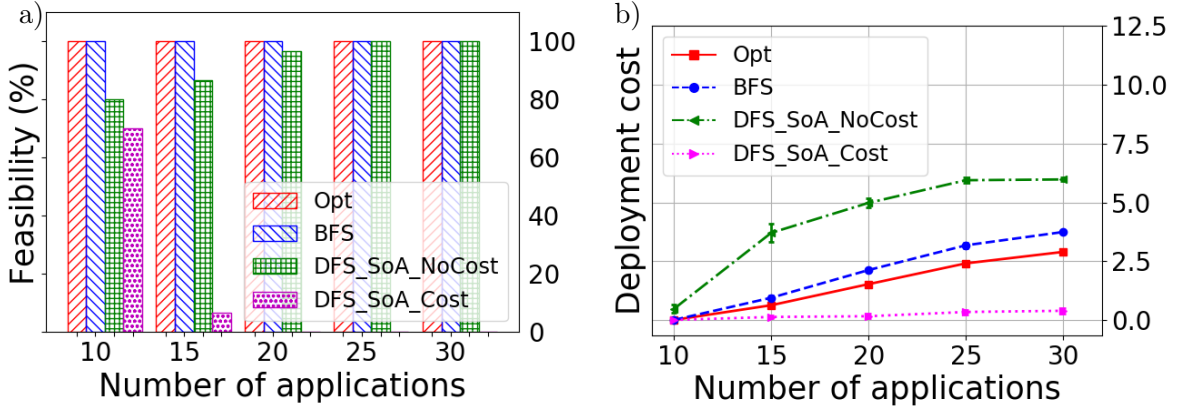 a)
Feasibility (%)
100
80
60
40
20
0
Opt
BFS
DFS_SoA_NoCost
DFS_SoA_Cost
10 15 20 25 30
Number of applications
b)
Deployment cost
12.5
10.0
7.5
5.0
2.5
0.0
Opt
BFS
DFS_SoA_NoCost
DFS_SoA_Cost
10 15 20 25 30
Number of applications